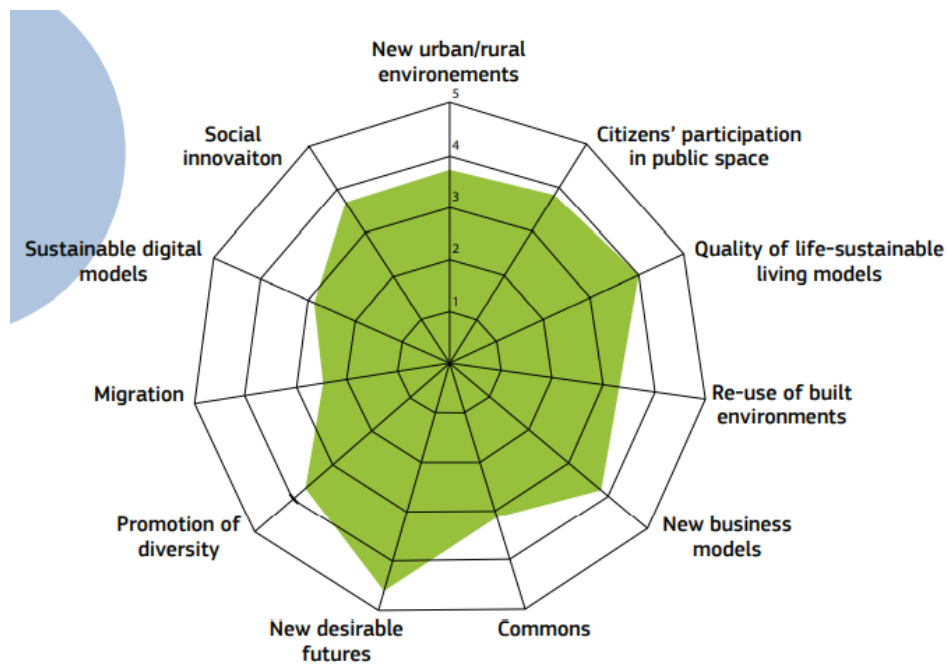 New urban/rural
environements
5
4
3
2
1
Citizens' participation
in public space
Quality of life-sustainable
living models
Re-use of built
environments
New business
models
Commons
New desirable
futures
Promotion of
diversity
Migration
Sustainable digital
models
Social
innovaiton